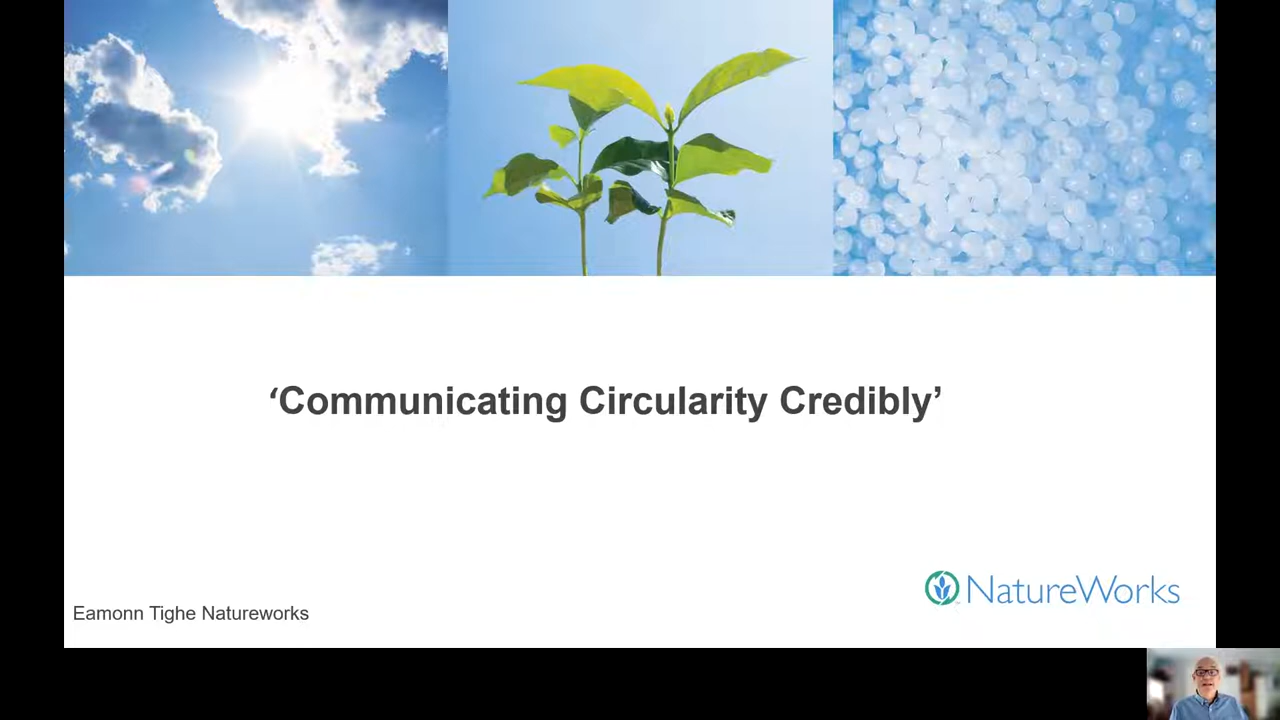 ‘Communicating Circularity Credibly’
NatureWorks
Eamonn Tighe Natureworks